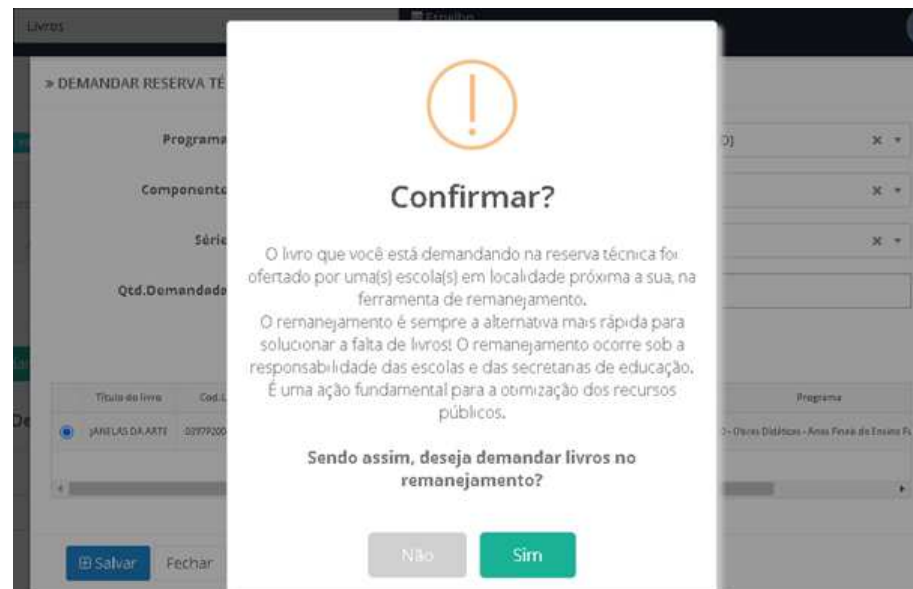 Livros
Espelho
» DEMANDAR RESERVA TÉ
Programa
O]
Componente
Série
Qtd.Demandada
Título do livro
Programa
JANELAS DA ARTE
Salvar
Fechar
Confirmar?
O livro que você está demandando na reserva técnica foi
ofertado por uma(s) escola(s) em localidade próxima a sua, na
ferramenta de remanejamento.
O remanejamento é sempre a alternativa mais rápida para
solucionar a falta de livros! O remanejamento ocorre sob a
responsabilidade das escolas e das secretarias de educação.
É uma ação fundamental para a otimização dos recursos
públicos.
Sendo assim, deseja demandar livros no
remanejamento?
Não
Sim